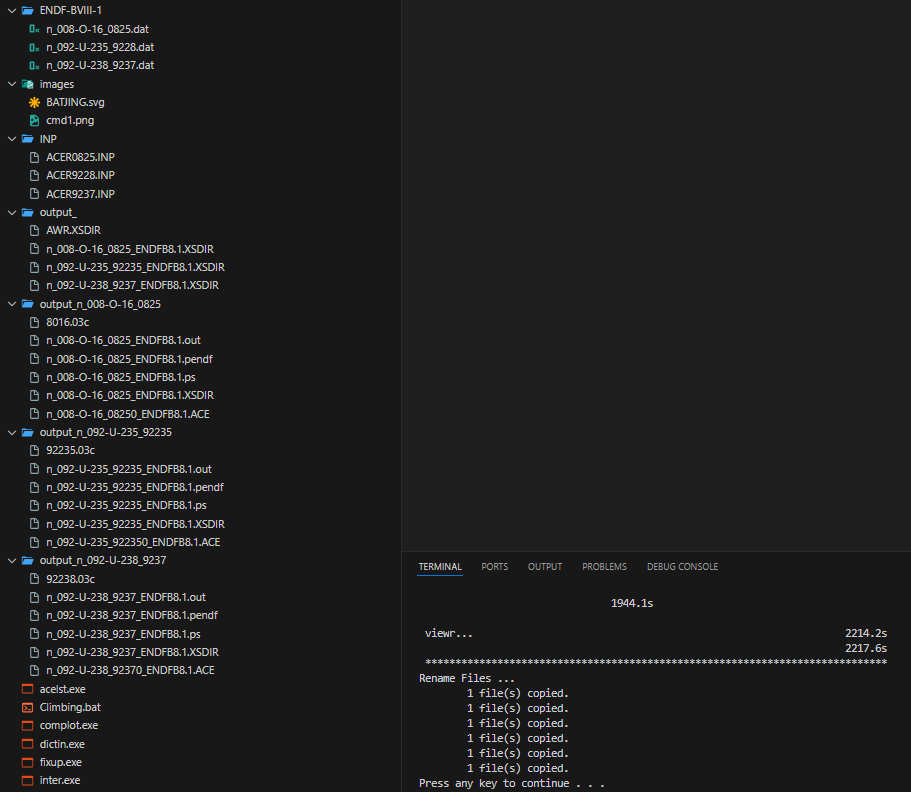 ENDF-BVIII-1
n_008-O-16_0825.dat
n_092-U-235_9228.dat
n_092-U-238_9237.dat
images
BATJING.svg
cmd1.png
INP
ACER0825.INP
ACER9228.INP
ACER9237.INP
output_
AWR.XSDIR
n_008-O-16_0825_ENDFB8.1.XSDIR
n_092-U-235_92235_ENDFB8.1.XSDIR
n_092-U-238_9237_ENDFB8.1.XSDIR
output_n_008-O-16_0825
8016.03c
n_008-O-16_0825_ENDFB8.1.out
n_008-O-16_0825_ENDFB8.1.pendf
n_008-O-16_0825_ENDFB8.1.ps
n_008-O-16_0825_ENDFB8.1.XSDIR
n_008-O-16_08250_ENDFB8.1.ACE
output_n_092-U-235_92235
92235.03c
n_092-U-235_92235_ENDFB8.1.out
n_092-U-235_92235_ENDFB8.1.pendf
n_092-U-235_92235_ENDFB8.1.ps
n_092-U-235_92235_ENDFB8.1.XSDIR
n_092-U-235_922350_ENDFB8.1.ACE
output_n_092-U-238_9237
92238.03c
n_092-U-238_9237_ENDFB8.1.out
n_092-U-238_9237_ENDFB8.1.pendf
n_092-U-238_9237_ENDFB8.1.ps
n_092-U-238_9237_ENDFB8.1.XSDIR
n_092-U-238_92370_ENDFB8.1.ACE
acelst.exe
Climbing.bat
complot.exe
dictin.exe
fixup.exe
inter.exe
TERMINAL PORTS OUTPUT PROBLEMS DEBUG CONSOLE
1944.1s
viewr... 2214.2s
2217.6s
*****************************************************************************
Rename Files ...
1 file(s) copied.
1 file(s) copied.
1 file(s) copied.
1 file(s) copied.
1 file(s) copied.
1 file(s) copied.
Press any key to continue . . .